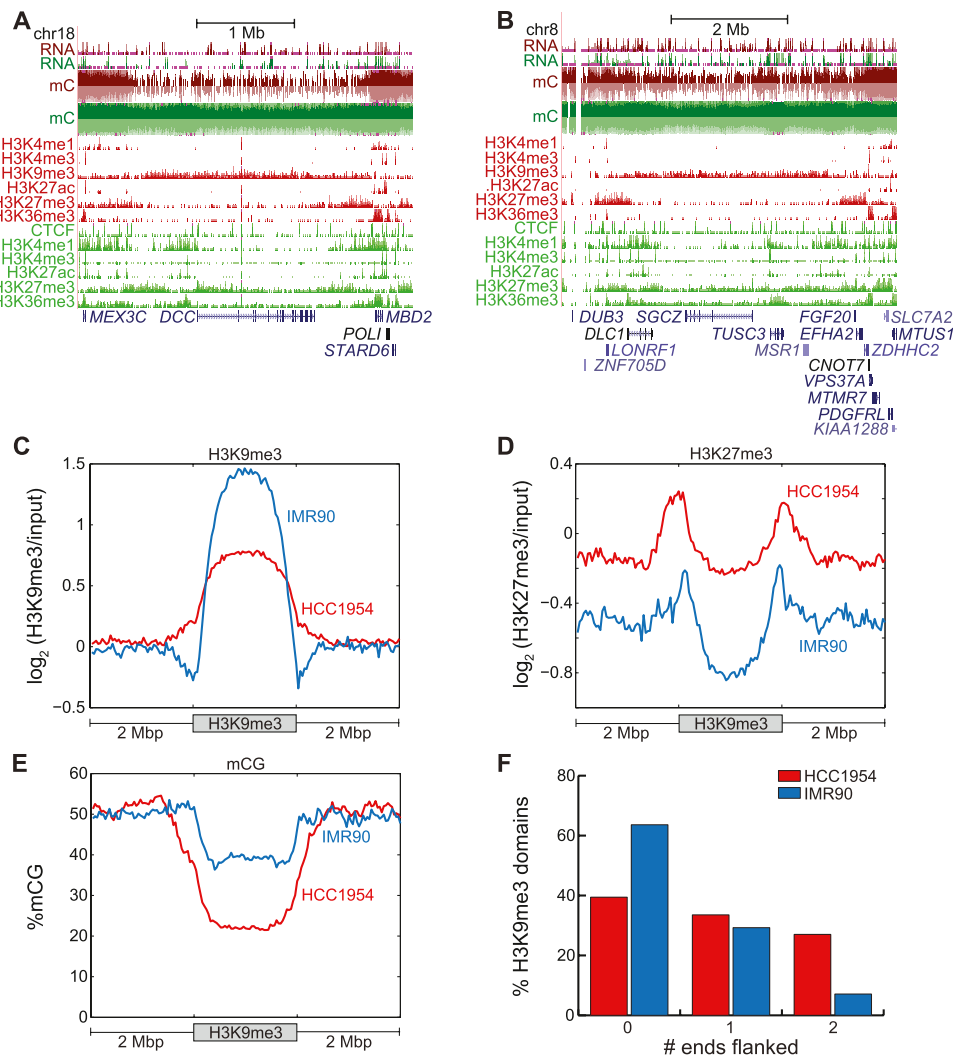 A
chr18
1 Mb
RNA
RNA
mC
mC
H3K4me1
H3K4me3
H3K9me3
H3K27ac
H3K27me3
H3K36me3
CTCF
H3K4me1
H3K4me3
H3K27ac
H3K27me3
H3K36me3
MEX3C DCC MBD2
POLI
STARD6
B
chr8
2 Mb
RNA
RNA
mC
mC
H3K4me1
H3K4me3
H3K9me3
.H3K27ac
H3K27me3
H3K36me3
CTCF
H3K4me1
H3K4me3
H3K27ac
H3K27me3
H3K36me3
DUB3 SGCZ FGF20 SLC7A2
DLC1 TUSC3 EFHA2 MTUS1
LONRF1 MSR1 ZDHHC2
ZNF705D CNOT7
VPS37A
MTMR7
PDGFRL
KIAA1288
C
H3K9me3
log2 (H3K9me3/input)
1.5
1.0
0.5
0
−0.5
IMR90
HCC1954
2 Mbp H3K9me3 2 Mbp
D
H3K27me3
log2 (H3K27me3/input)
0.4
0
−0.4
−0.8
HCC1954
IMR90
2 Mbp H3K9me3 2 Mbp
E
mCG
%mCG
60
50
40
30
20
10
0
IMR90
HCC1954
2 Mbp H3K9me3 2 Mbp
F
% H3K9me3 domains
80
60
40
20
0
HCC1954
IMR90
0 1 2
# ends flanked